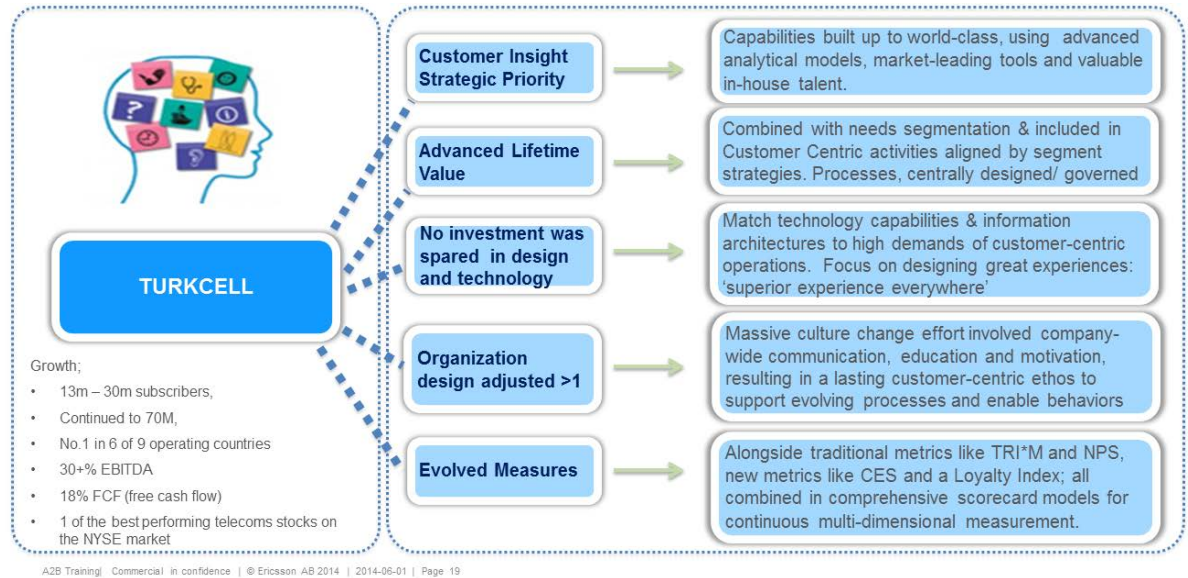 TURKCELL
Growth;
• 13m – 30m subscribers,
• Continued to 70M,
• No.1 in 6 of 9 operating countries
• 30+% EBITDA
• 18% FCF (free cash flow)
• 1 of the best performing telecoms stocks on
the NYSE market
Customer Insight
Strategic Priority
Capabilities built up to world-class, using advanced
analytical models, market-leading tools and valuable
in-house talent.
Advanced Lifetime
Value
Combined with needs segmentation & included in
Customer Centric activities aligned by segment
strategies. Processes, centrally designed/ governed
No investment was
spared in design
and technology
Match technology capabilities & information
architectures to high demands of customer-centric
operations. Focus on designing great experiences:
‘superior experience everywhere’
Organization
design adjusted >1
Massive culture change effort involved company-
wide communication, education and motivation,
resulting in a lasting customer-centric ethos to
support evolving processes and enable behaviors
Evolved Measures
Alongside traditional metrics like TRI*M and NPS,
new metrics like CES and a Loyalty Index; all
combined in comprehensive scorecard models for
continuous multi-dimensional measurement.
A2B Training| Commercial in confidence | © Ericsson AB 2014 | 2014-06-01 | Page 19